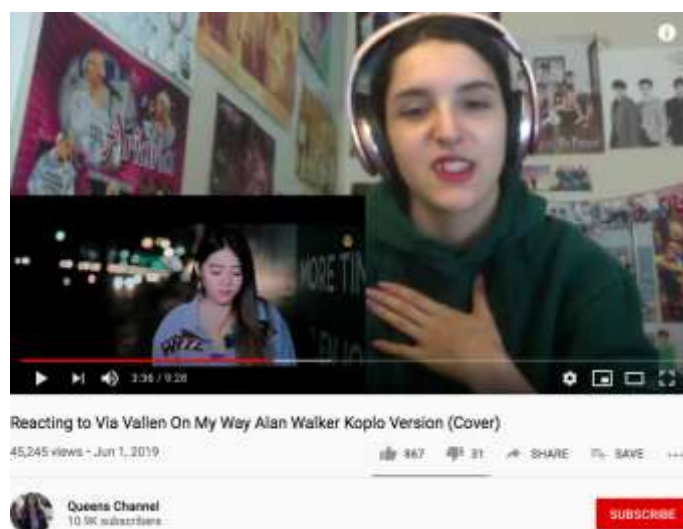 MORE TIN
3:36 / 9:28
Reacting to Via Vallen On My Way Alan Walker Koplo Version (Cover)
45,245 views • Jun 1, 2019
867
31
SHARE
SAVE
Queens Channel
10.9K subscribers
SUBSCRIBE